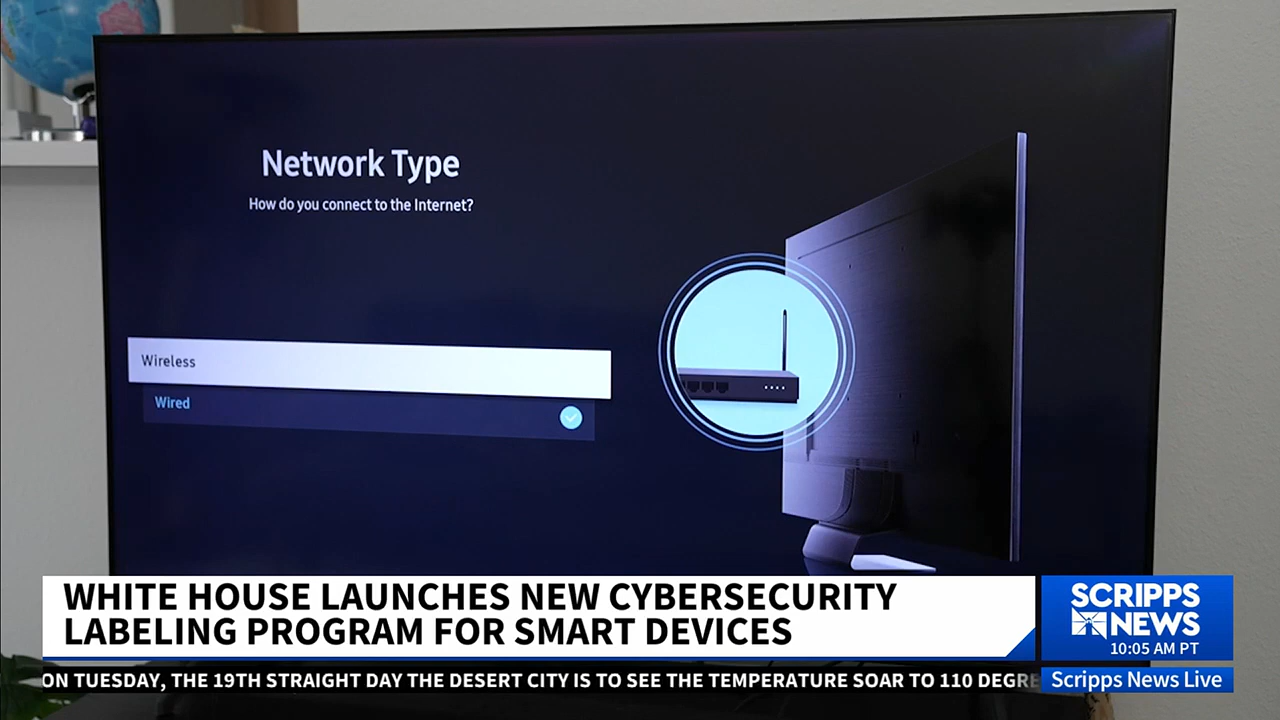 Network Type
How do you connect to the Internet?
Wireless
Wired
WHITE HOUSE LAUNCHES NEW CYBERSECURITY
LABELING PROGRAM FOR SMART DEVICES
SCRIPPS
NEWS
10:05 AM PT
ON TUESDAY, THE 19TH STRAIGHT DAY THE DESERT CITY IS TO SEE THE TEMPERATURE SOAR TO 110 DEGRE
Scripps News Live